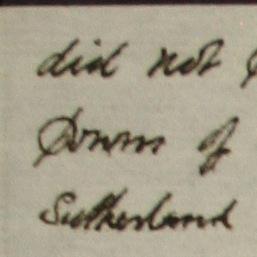 did not
Down of
Sutherland